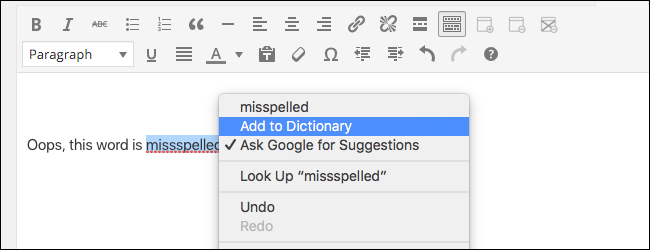 B I ABC
Paragraph U A Ω ?
misspelled
Add to Dictionary
Oops, this word is missspelled
✓ Ask Google for Suggestions
Look Up “missspelled”
Undo
Redo